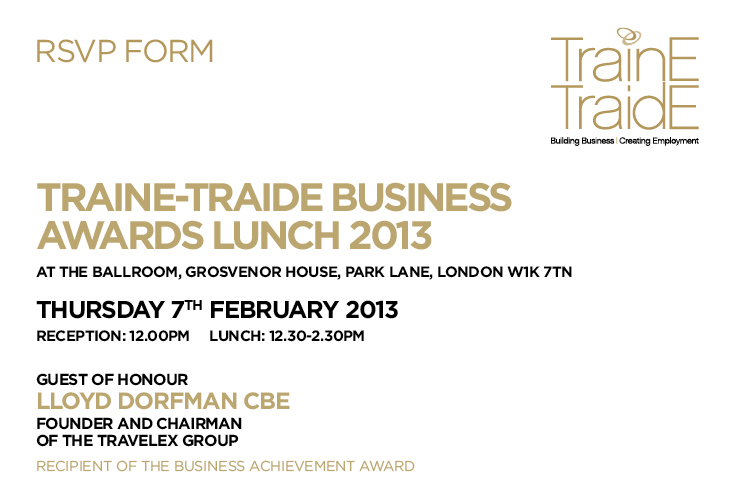 RSVP FORM
TrainE
TraidE
Building Business | Creating Employment
TRAINE-TRAIDE BUSINESS
AWARDS LUNCH 2013
AT THE BALLROOM, GROSVENOR HOUSE, PARK LANE, LONDON W1K 7TN
THURSDAY 7TH FEBRUARY 2013
RECEPTION: 12.00PM LUNCH: 12.30-2.30PM
GUEST OF HONOUR
LLOYD DORFMAN CBE
FOUNDER AND CHAIRMAN
OF THE TRAVELEX GROUP
RECIPIENT OF THE BUSINESS ACHIEVEMENT AWARD